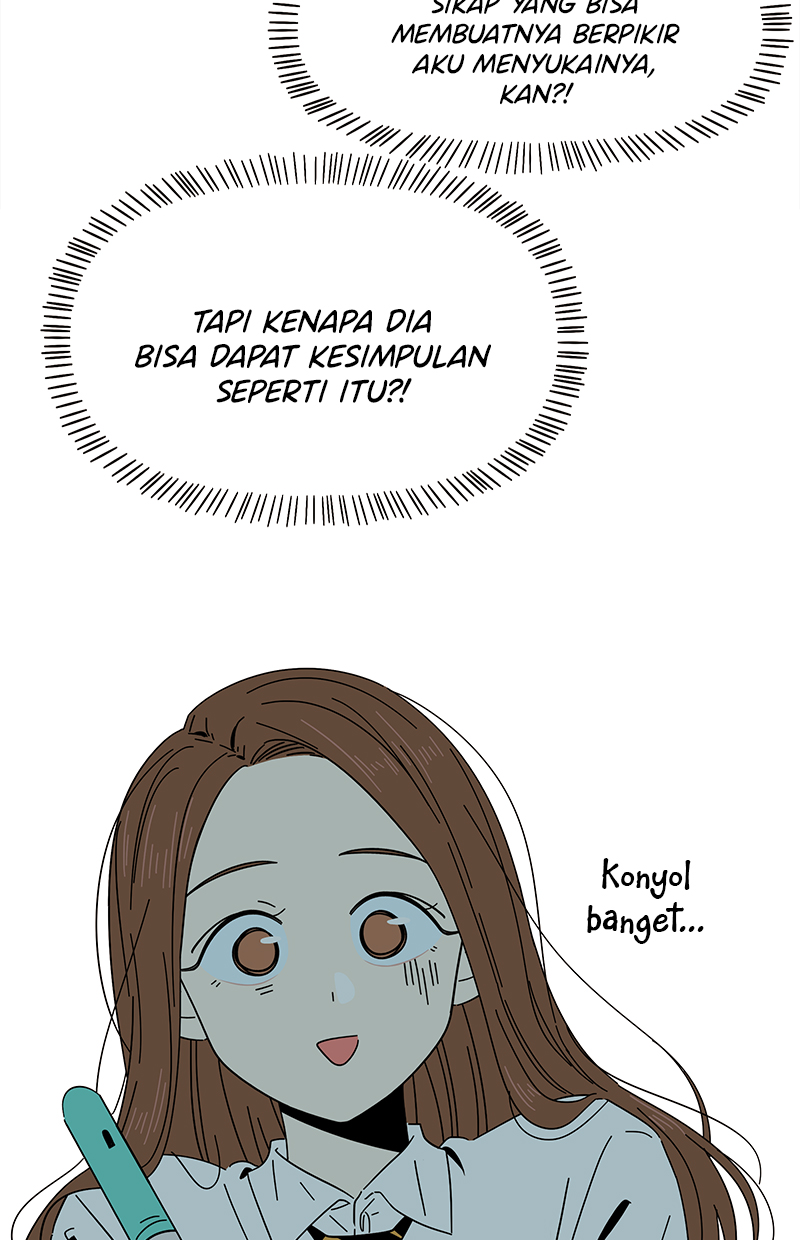 SIKAP YANG BISA
MEMBUATNYA BERPIKIR
AKU MENYUKAINYA,
KAN?!
TAPI KENAPA DIA
BISA DAPAT KESIMPULAN
SEPERTI ITU?!
Konyol
banget...